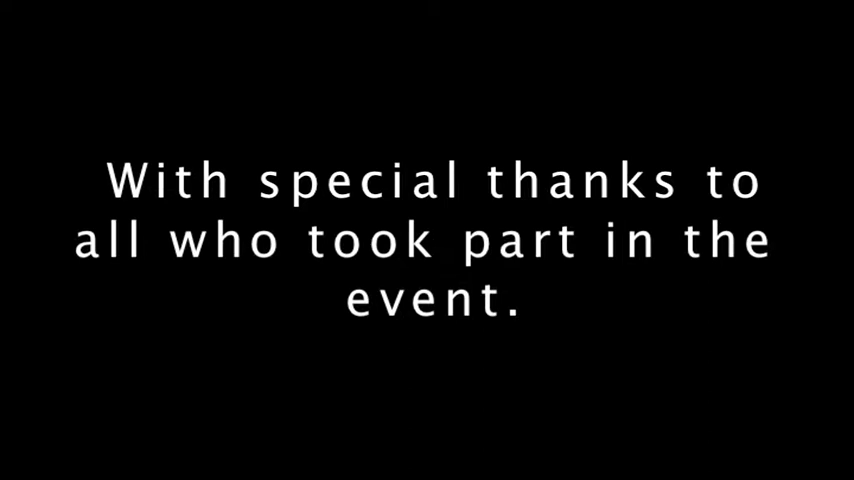 With special thanks to
all who took part in the
event.